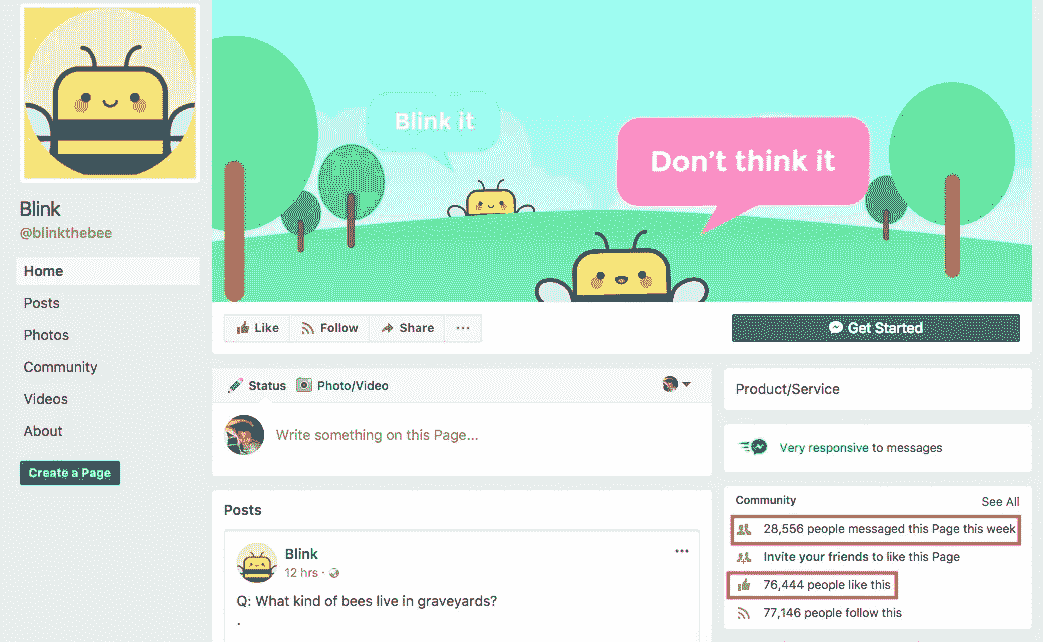 Blink
@blinkthebee
Home
Posts
Photos
Community
Videos
About
Create a Page
Blink it
Don't think it
Like Follow Share ...
Get Started
Status Photo/Video
Write something on this Page...
Posts
Blink
12 hrs ·
Q: What kind of bees live in graveyards?
.
Product/Service
Very responsive to messages
Community See All
28,556 people messaged this Page this week
Invite your friends to like this Page
76,444 people like this
77,146 people follow this